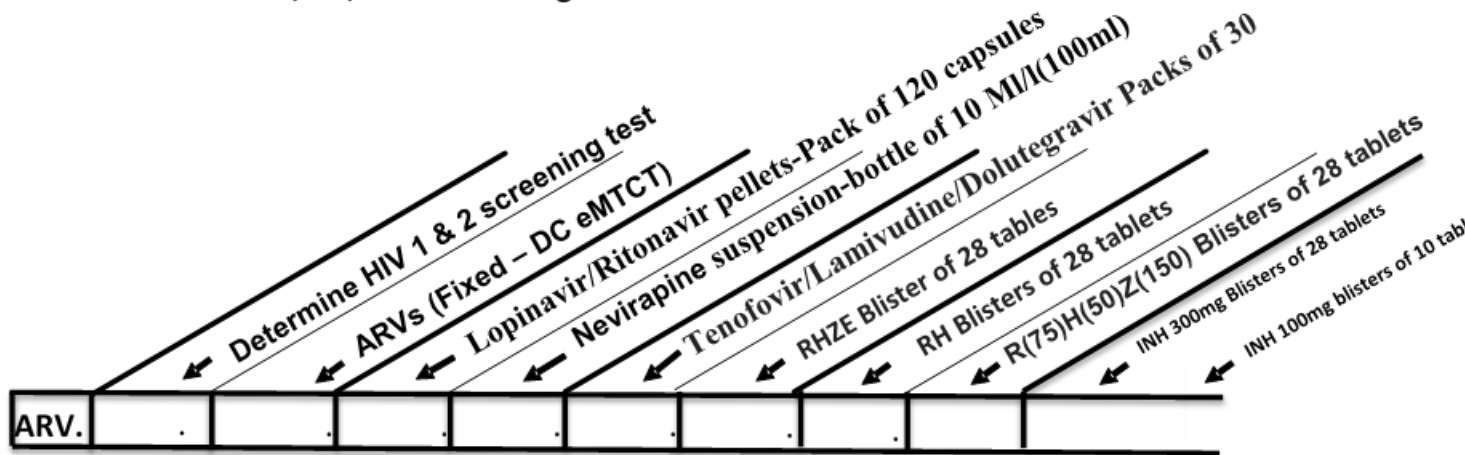 Determine HIV 1 & 2 screening test
ARVs (Fixed – DC eMTCT)
Lopinavir/Ritonavir pellets-Pack of 120 capsules
Nevirapine suspension-bottle of 10 Ml/l(100ml)
Tenofovir/Lamivudine/Dolutegravir Packs of 30
RHZE Blister of 28 tables
RH Blisters of 28 tablets
R(75)H(50)Z(150) Blisters of 28 tablets
INH 300mg Blisters of 28 tablets
INH 100mg blisters of 10 tabl
ARV.